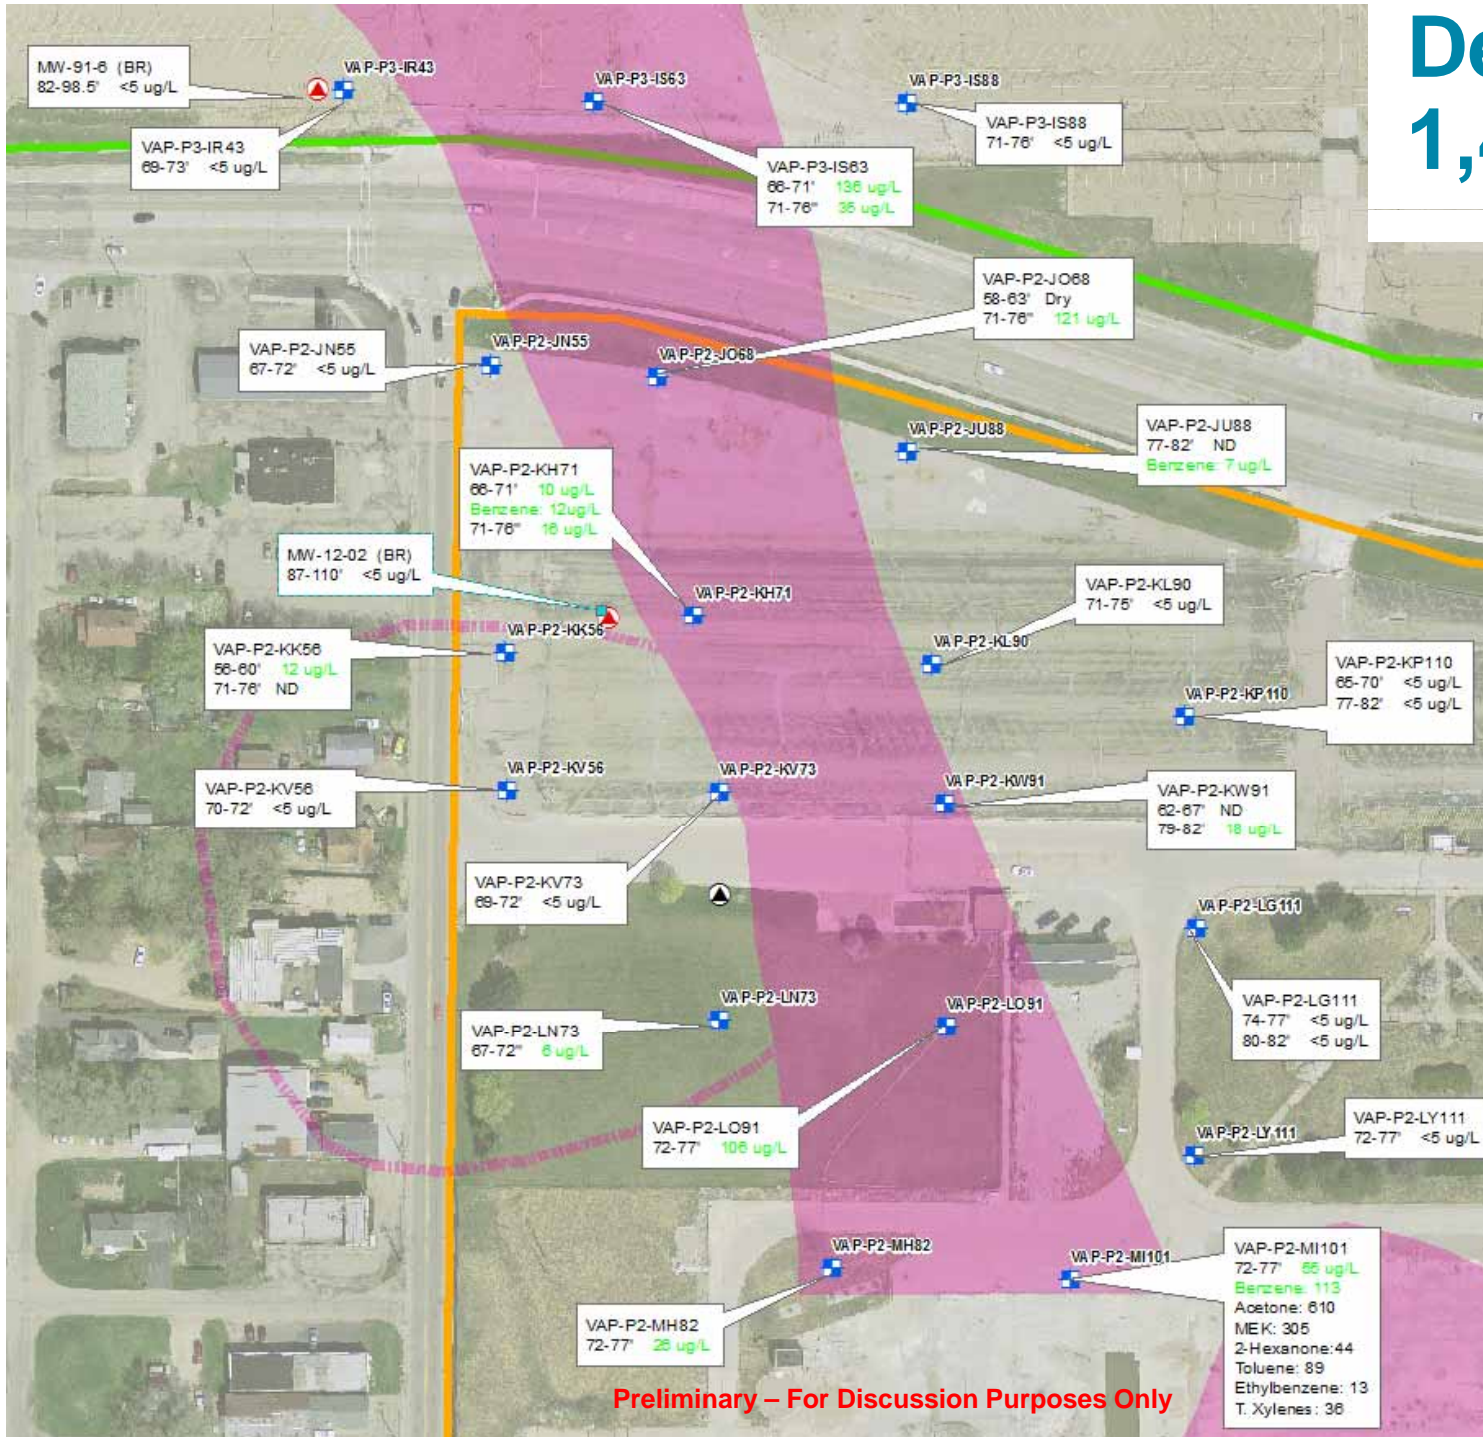 De
1,4
MW-91-6 (BR)
82-98.5' <5 ug/L
VAP-P3-IR43
VAP-P3-IR43
69-73' <5 ug/L
VAP-P3-IS63
VAP-P3-IS63
66-71' 136 ug/L
71-76" 35 ug/L
VAP-P3-IS88
VAP-P3-IS88
71-76' <5 ug/L
VAP-P2-JO68
58-63' Dry
71-76" 121 ug/L
VAP-P2-JN55
67-72' <5 ug/L
VAP-P2-JN55
VAP-P2-JO68
VAP-P2-JU88
VAP-P2-JU88
77-82' ND
Benzene: 7 ug/L
VAP-P2-KH71
66-71' 10 ug/L
Benzene: 12ug/L
71-76" 16 ug/L
MW-12-02 (BR)
87-110' <5 ug/L
VAP-P2-KH71
VAP-P2-KL90
71-75' <5 ug/L
VAP-P2-KK56
56-60' 12 ug/L
71-76' ND
VAP-P2-KK56
VAP-P2-KL90
VAP-P2-KP110
65-70' <5 ug/L
77-82' <5 ug/L
VAP-P2-KP110
VAP-P2-KV56
70-72' <5 ug/L
VAP-P2-KV56
VAP-P2-KV73
VAP-P2-KW91
VAP-P2-KW91
62-67' ND
79-82' 18 ug/L
VAP-P2-KV73
69-72' <5 ug/L
VAP-P2-LG111
VAP-P2-LG111
74-77' <5 ug/L
80-82' <5 ug/L
VAP-P2-LN73
67-72" 6 ug/L
VAP-P2-LN73
VAP-P2-LO91
VAP-P2-LO91
72-77' 106 ug/L
VAP-P2-LY111
VAP-P2-LY111
72-77' <5 ug/L
VAP-P2-MH82
VAP-P2-MH82
72-77' 26 ug/L
VAP-P2-MI101
VAP-P2-MI101
72-77' 55 ug/L
Benzene: 113
Acetone: 610
MEK: 305
2-Hexanone:44
Toluene: 89
Ethylbenzene: 13
T. Xylenes: 36
Preliminary – For Discussion Purposes Only